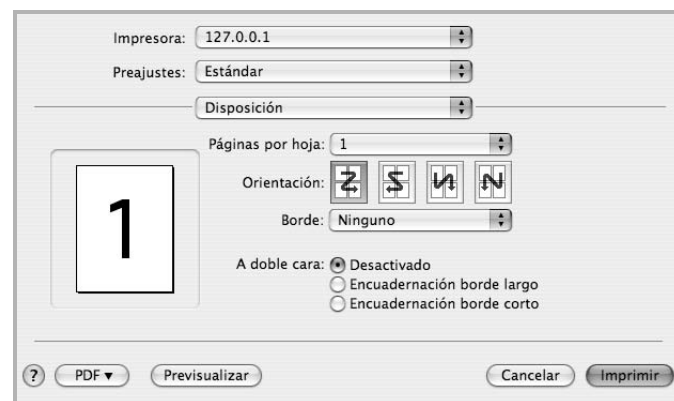 Impresora: 127.0.0.1
Preajustes: Estándar
Disposición
Páginas por hoja: 1
Orientación:
Borde: Ninguno
1
A doble cara: Desactivado
Encuadernación borde largo
Encuadernación borde corto
? PDF ▼ Previsualizar Cancelar Imprimir